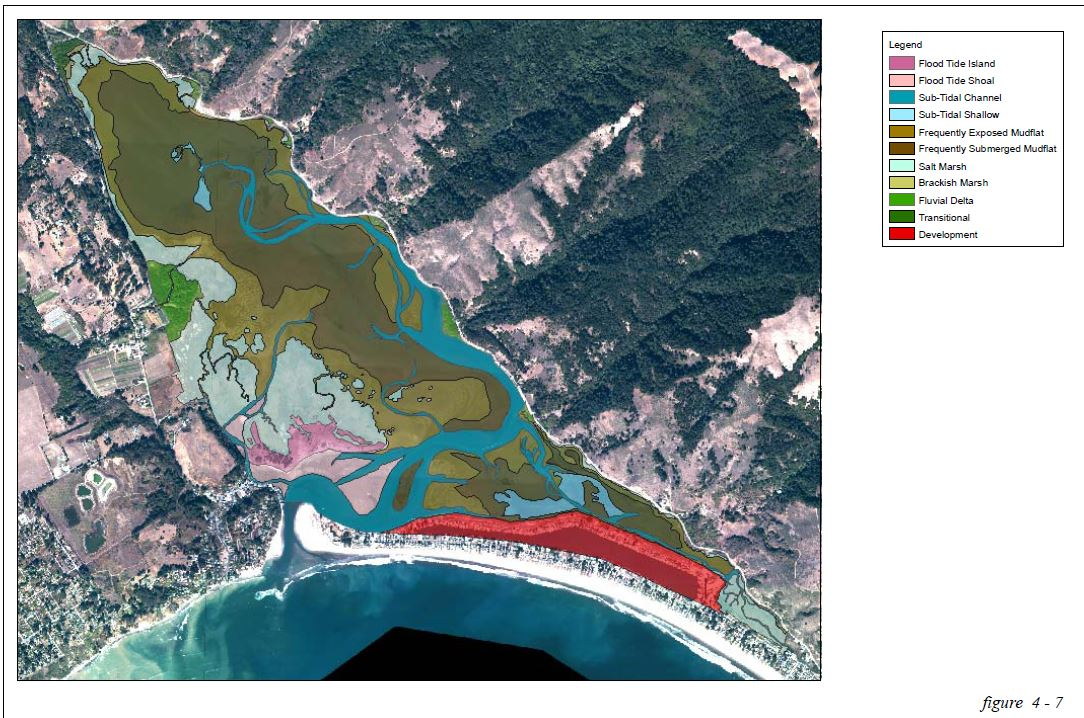 Legend
Flood Tide Island
Flood Tide Shoal
Sub-Tidal Channel
Sub-Tidal Shallow
Frequently Exposed Mudflat
Frequently Submerged Mudflat
Salt Marsh
Brackish Marsh
Fluvial Delta
Transitional
Development
figure 4 - 7